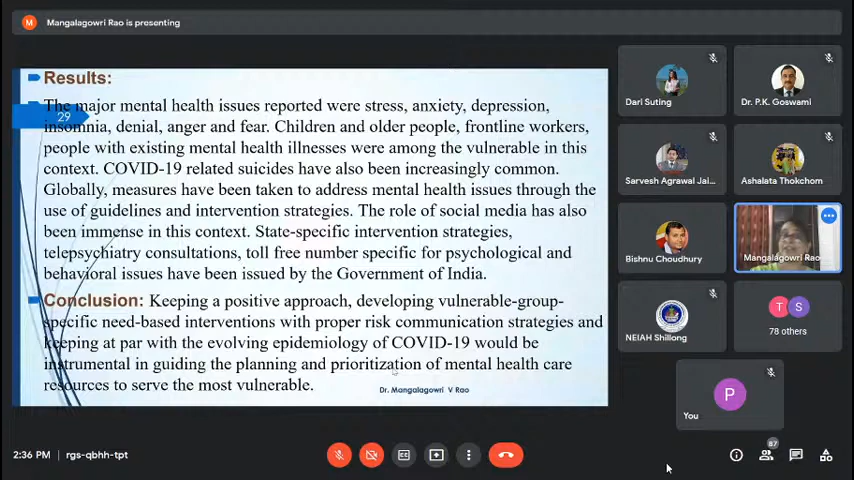 Mangalagowri Rao is presenting
Results:
29
The major mental health issues reported were stress, anxiety, depression,
insomnia, denial, anger and fear. Children and older people, frontline workers,
people with existing mental health illnesses were among the vulnerable in this
context. COVID-19 related suicides have also been increasingly common.
Globally, measures have been taken to address mental health issues through the
use of guidelines and intervention strategies. The role of social media has also
been immense in this context. State-specific intervention strategies,
telepsychiatry consultations, toll free number specific for psychological and
behavioral issues have been issued by the Government of India.
Conclusion: Keeping a positive approach, developing vulnerable-group-
specific need-based interventions with proper risk communication strategies and
keeping at par with the evolving epidemiology of COVID-19 would be
instrumental in guiding the planning and prioritization of mental health care
resources to serve the most vulnerable.
Dr. Mangalagowri V Rao
Dari Suting
Dr. P.K. Goswami
Sarvesh Agrawal Jai...
Ashalata Thokchom
Bishnu Choudhury
Mangalagowri Rao
NEIAH Shillong
T S
78 others
P
You
2:36 PM | rgs-qbhh-tpt
87